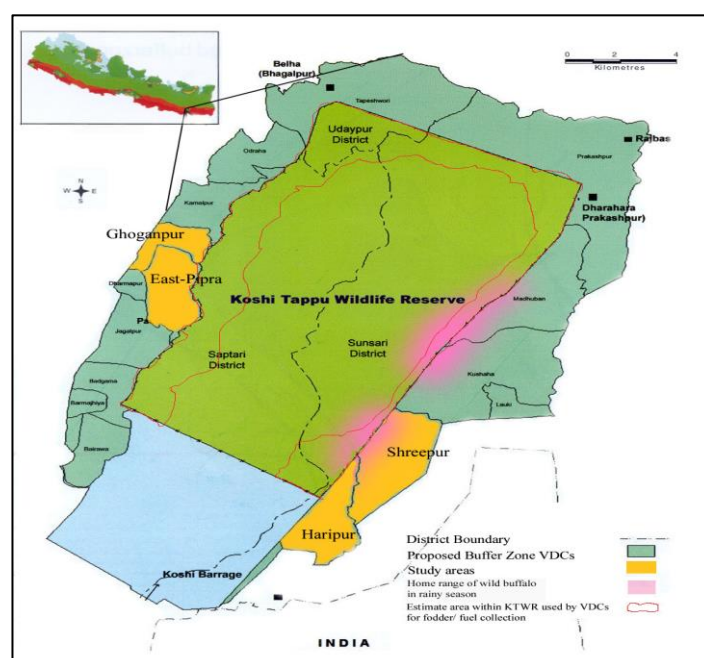 Belha
(Bhagalpur)
0 2 4
Kilometres
Tapeshwori
Udaypur
District
Rajbas
Odraha
Prakashpur
N
W E
S
Kamalpur
Dharahara
Prakashpur)
Ghoganpur
East-Pipra
Dharmapur
Koshi Tappu Wildlife Reserve
Madhuban
Pa
Jagatpur
Saptari
District
Sunsari
District
Kushaha
Badgama
Lauki
Barmajhiya
Bairawa
Shreepur
Haripur
District Boundary
Proposed Buffer Zone VDCs
Study areas
Home range of wild buffalo
in rainy season
Estimate area within KTWR used by VDCs
for fodder/ fuel collection
Koshi Barrage
INDIA